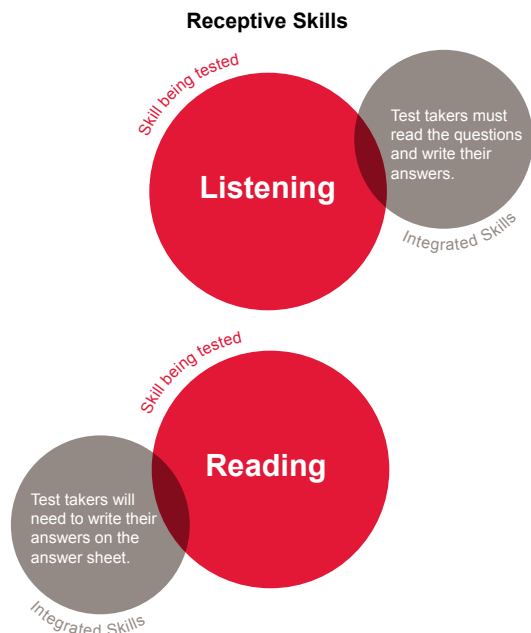 Receptive Skills
Skill being tested
Listening
Test takers must
read the questions
and write their
answers.
Integrated Skills
Skill being tested
Reading
Test takers will
need to write their
answers on the
answer sheet.
Integrated Skills